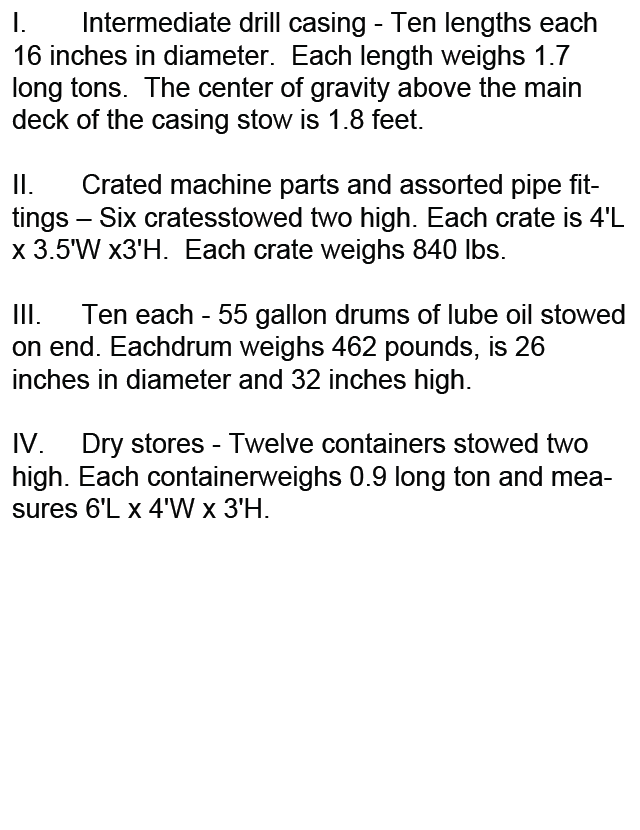 I. Intermediate drill casing - Ten lengths each
16 inches in diameter. Each length weighs 1.7
long tons. The center of gravity above the main
deck of the casing stow is 1.8 feet.
II. Crated machine parts and assorted pipe fit-
tings – Six cratesstowed two high. Each crate is 4'L
x 3.5'W x3'H. Each crate weighs 840 lbs.
III. Ten each - 55 gallon drums of lube oil stowed
on end. Eachdrum weighs 462 pounds, is 26
inches in diameter and 32 inches high.
IV. Dry stores - Twelve containers stowed two
high. Each containerweighs 0.9 long ton and mea-
sures 6'L x 4'W x 3'H.